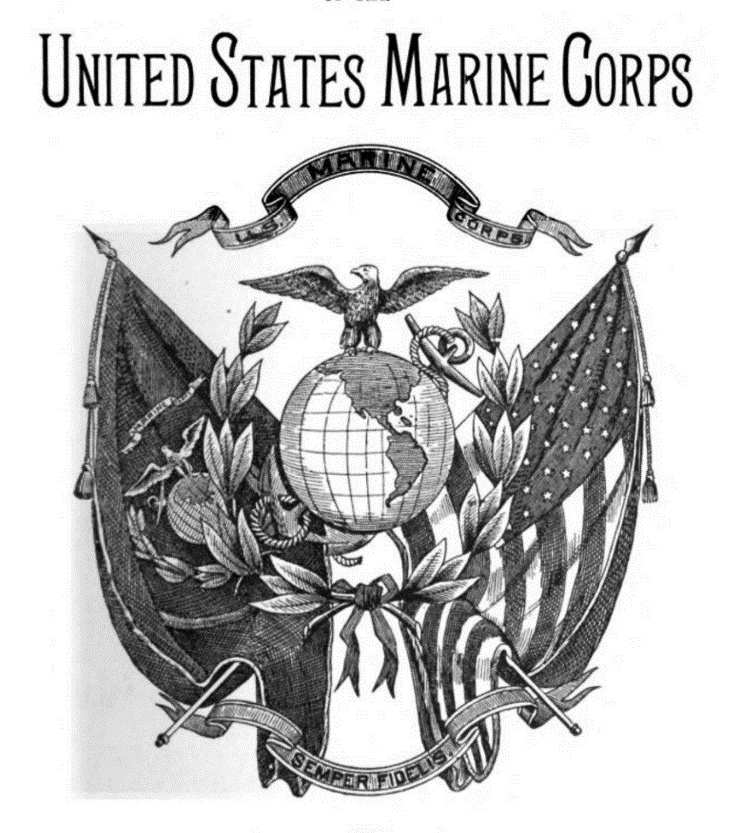 UNITED STATES MARINE CORPS
U.S. MARINE CORPS
SEMPER FIDELIS